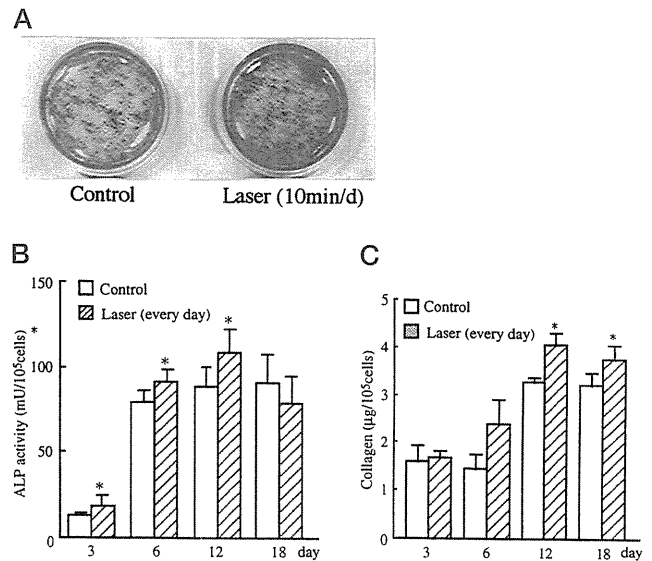 A
Control
Laser (10min/d)
B
150
100
50
0
ALP activity (mU/10⁵cells)
*
Control
Laser (every day)
*
*
*
3 6 12 18 day
C
5
4
3
2
1
0
Collagen (μg/10⁵cells)
Control
Laser (every day)
*
*
3 6 12 18 day